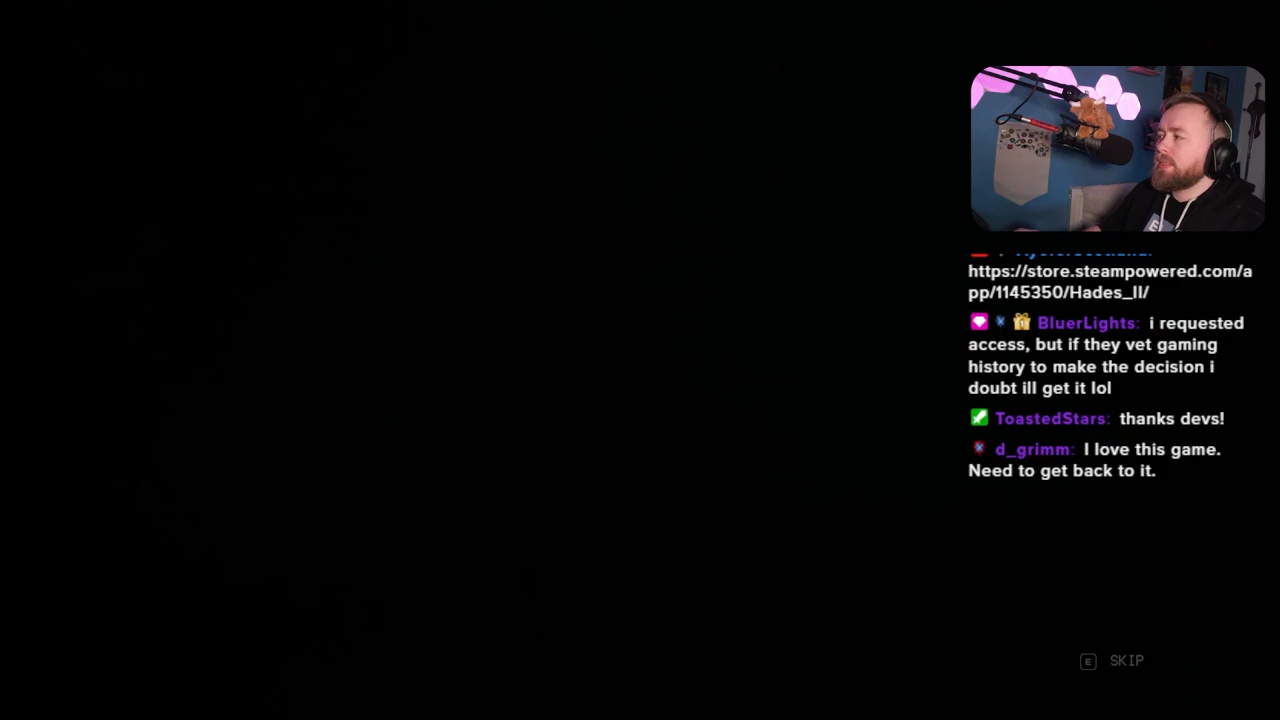 https://store.steampowered.com/a
pp/1145350/Hades_II/
BluerLights: i requested
access, but if they vet gaming
history to make the decision i
doubt ill get it lol
ToastedStars: thanks devs!
d_grimm: I love this game.
Need to get back to it.
E SKIP